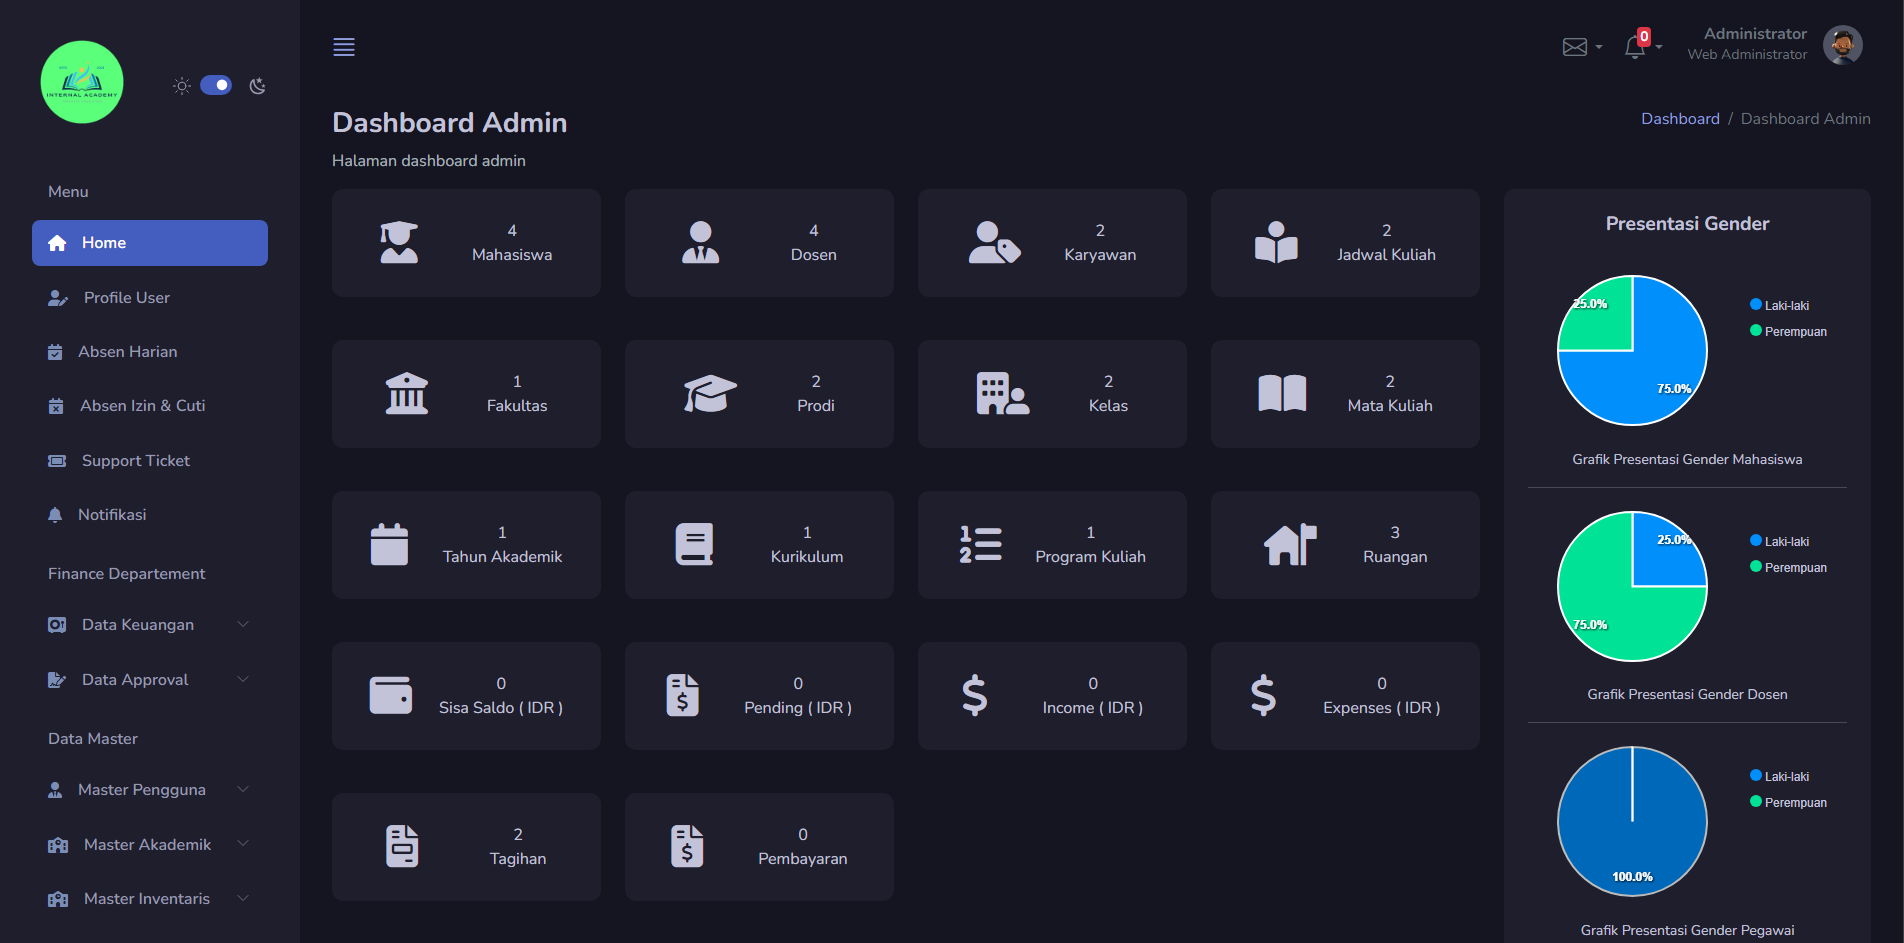 INTERNAL ACADEMY
Menu
Home
Profile User
Absen Harian
Absen Izin & Cuti
Support Ticket
Notifikasi
Finance Departement
Data Keuangan
Data Approval
Data Master
Master Pengguna
Master Akademik
Master Inventaris
0
Administrator
Web Administrator
Dashboard Admin
Dashboard / Dashboard Admin
Halaman dashboard admin
4
Mahasiswa
4
Dosen
2
Karyawan
2
Jadwal Kuliah
1
Fakultas
2
Prodi
2
Kelas
2
Mata Kuliah
1
Tahun Akademik
1
Kurikulum
1
Program Kuliah
3
Ruangan
0
Sisa Saldo ( IDR )
0
Pending ( IDR )
0
Income ( IDR )
0
Expenses ( IDR )
2
Tagihan
0
Pembayaran
Presentasi Gender
25.0%
75.0%
Laki-laki
Perempuan
Grafik Presentasi Gender Mahasiswa
25.0%
75.0%
Laki-laki
Perempuan
Grafik Presentasi Gender Dosen
100.0%
Laki-laki
Perempuan
Grafik Presentasi Gender Pegawai